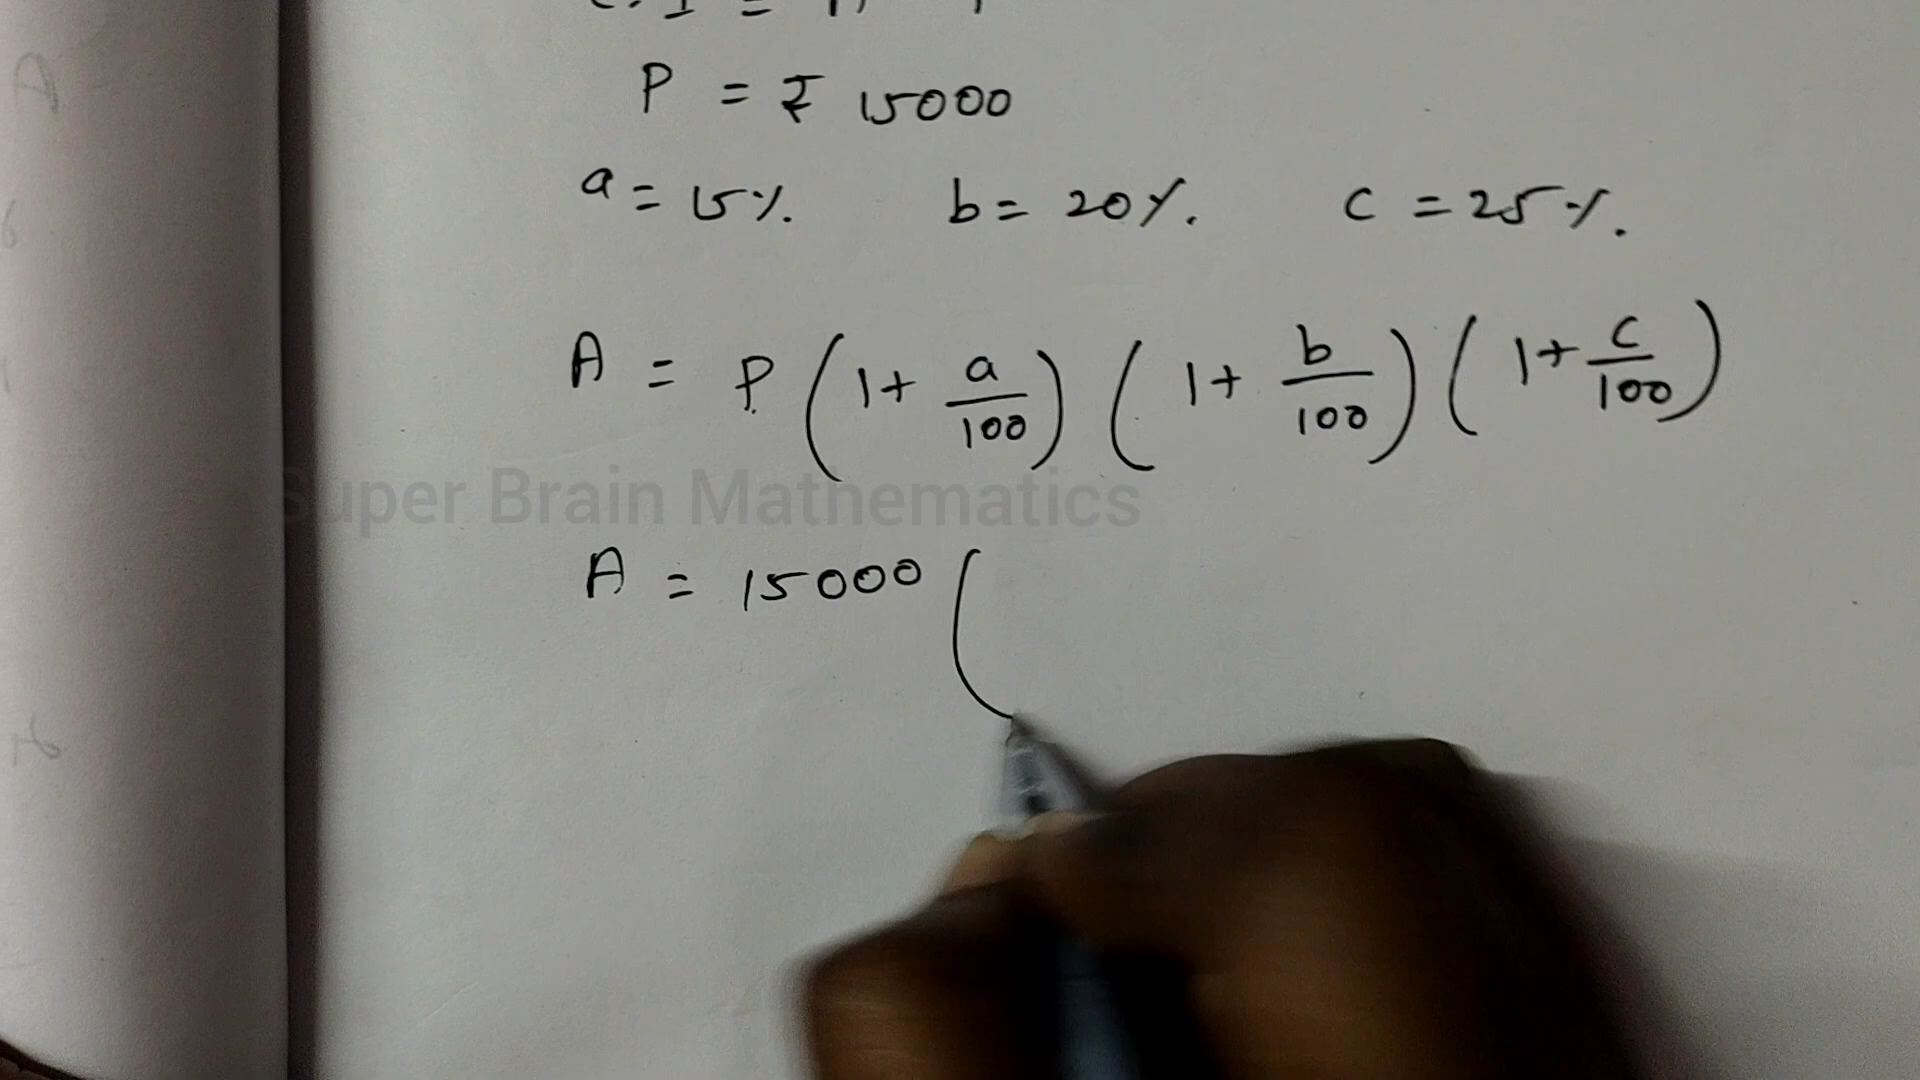 P = ₹ 15000
a = 15%. b = 20%. c = 25%.
A = P (1 + a/100) (1 + b/100) (1 + c/100)
Super Brain Mathematics
A = 15000 (